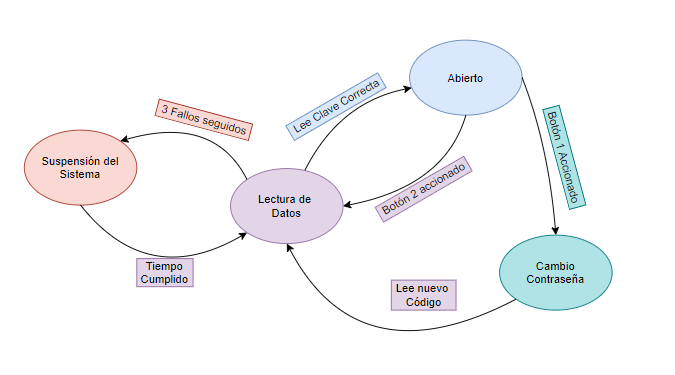 Abierto
Lee Clave Correcta
3 Fallos seguidos
Botón 1 Accionado
Suspensión del
Sistema
Botón 2 accionado
Lectura de
Datos
Tiempo
Cumplido
Cambio
Contraseña
Lee nuevo
Código